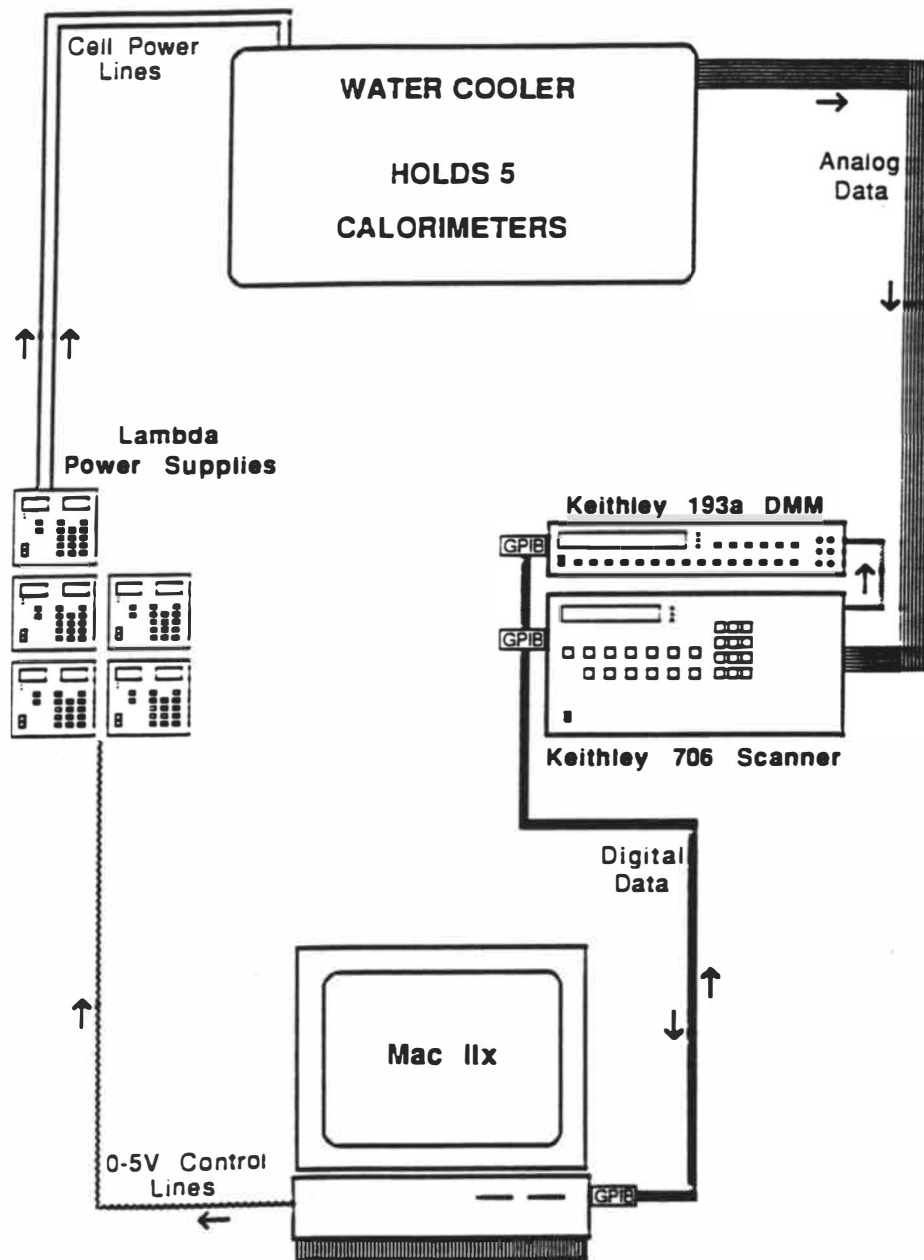 Cell Power
Lines
WATER COOLER
HOLDS 5
CALORIMETERS
Analog
Data
Lambda
Power Supplies
Keithley 193a DMM
GPIB
GPIB
Keithley 706 Scanner
Digital
Data
Mac IIx
0-5V Control
Lines
GPIB